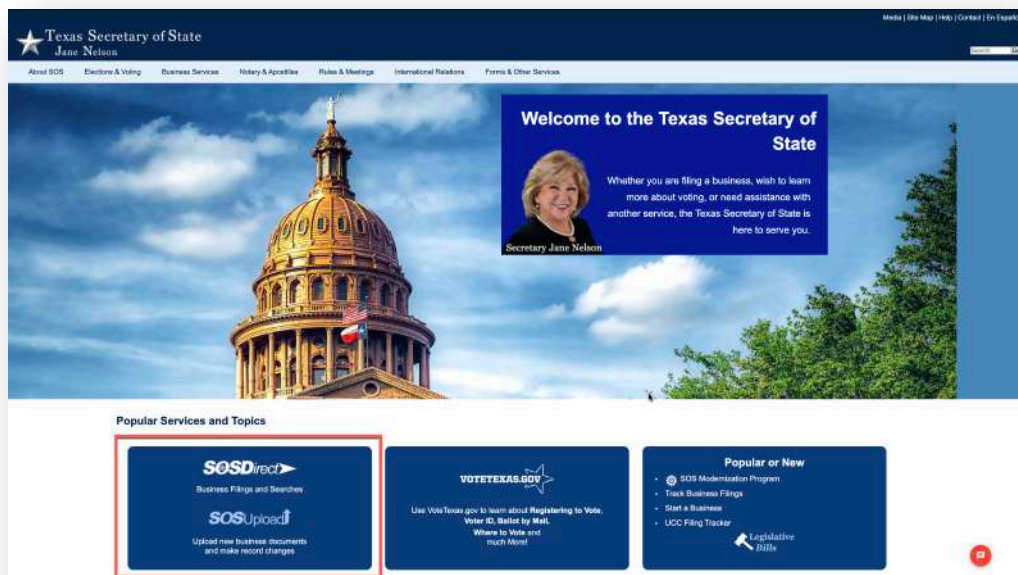 Media | Site Map | Help | Contact | En Español
Texas Secretary of State
Jane Nelson
About SOS Elections & Voting Business Services Notary & Apostilles Rules & Meetings International Relations Forms & Other Services
Welcome to the Texas Secretary of
State
Whether you are filing a business, wish to learn
more about voting, or need assistance with
another service, the Texas Secretary of State is
here to serve you.
Secretary Jane Nelson
Popular Services and Topics
SOSDirect
Business Filings and Searches
SOSUpload
Upload new business documents
and make record changes
VOTETEXAS.GOV
Use VoteTexas.gov to learn about Registering to Vote,
Voter ID, Ballot by Mail,
Where to Vote and
much More!
Popular or New
SOS Modernization Program
Track Business Filings
Start a Business
UCC Filing Tracker
Legislative
Bills